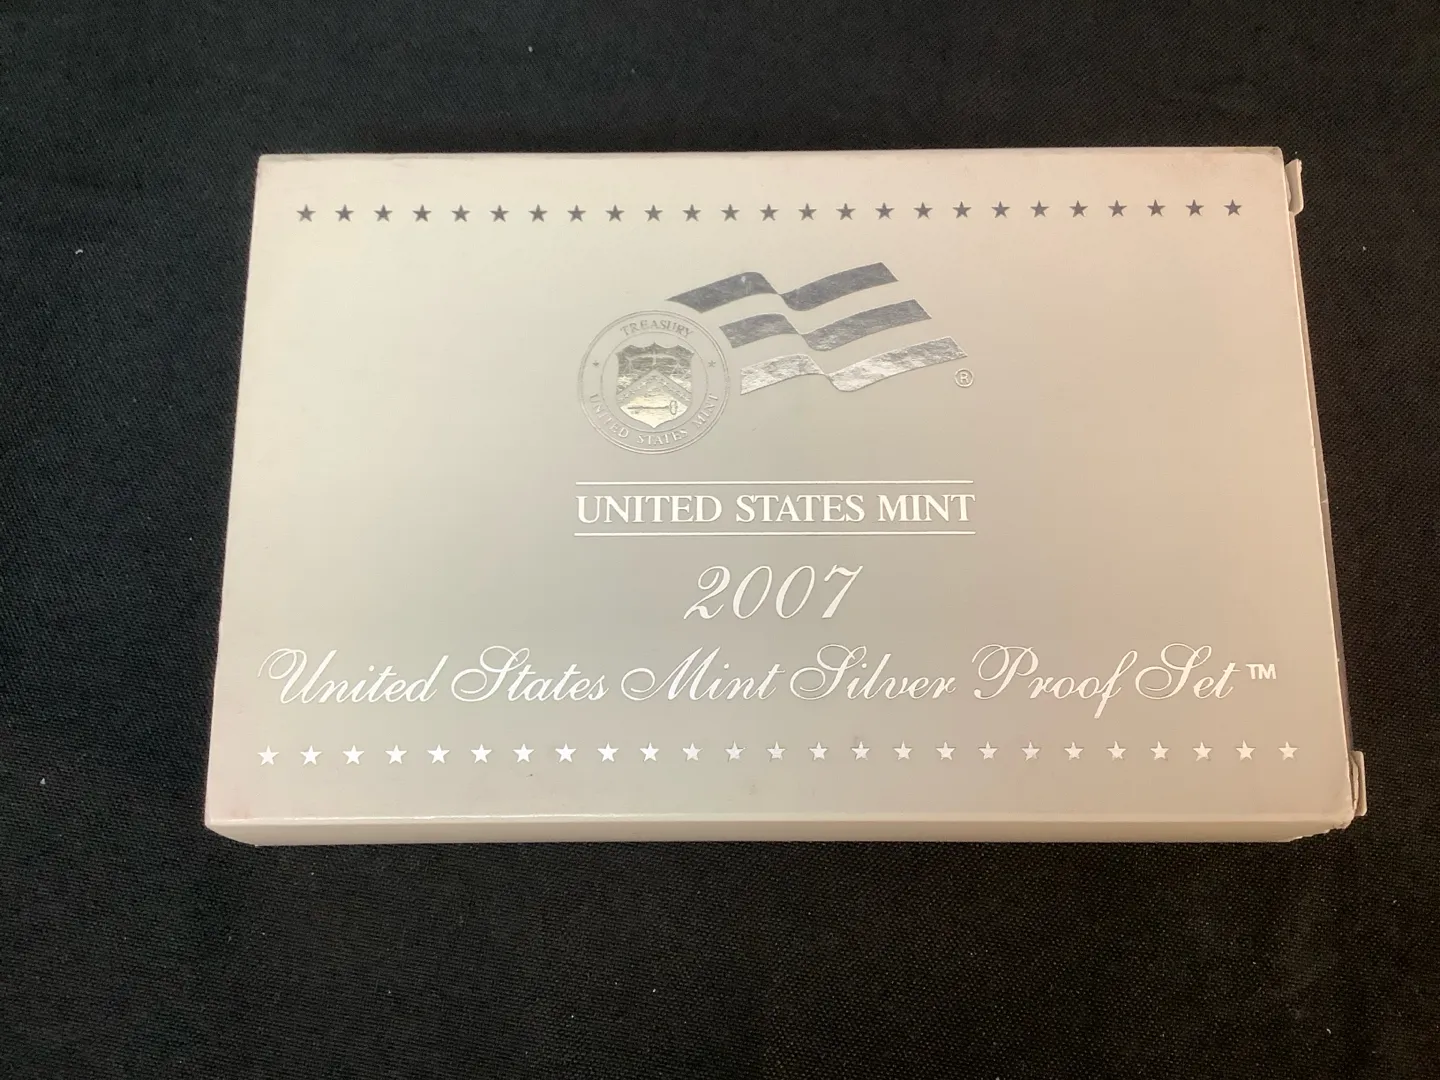 TREASURY
UNITED STATES MINT
®
UNITED STATES MINT
2007
United States Mint Silver Proof Set™